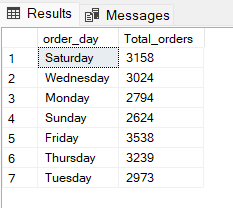 Results Messages
order_day Total_orders
1 Saturday 3158
2 Wednesday 3024
3 Monday 2794
4 Sunday 2624
5 Friday 3538
6 Thursday 3239
7 Tuesday 2973